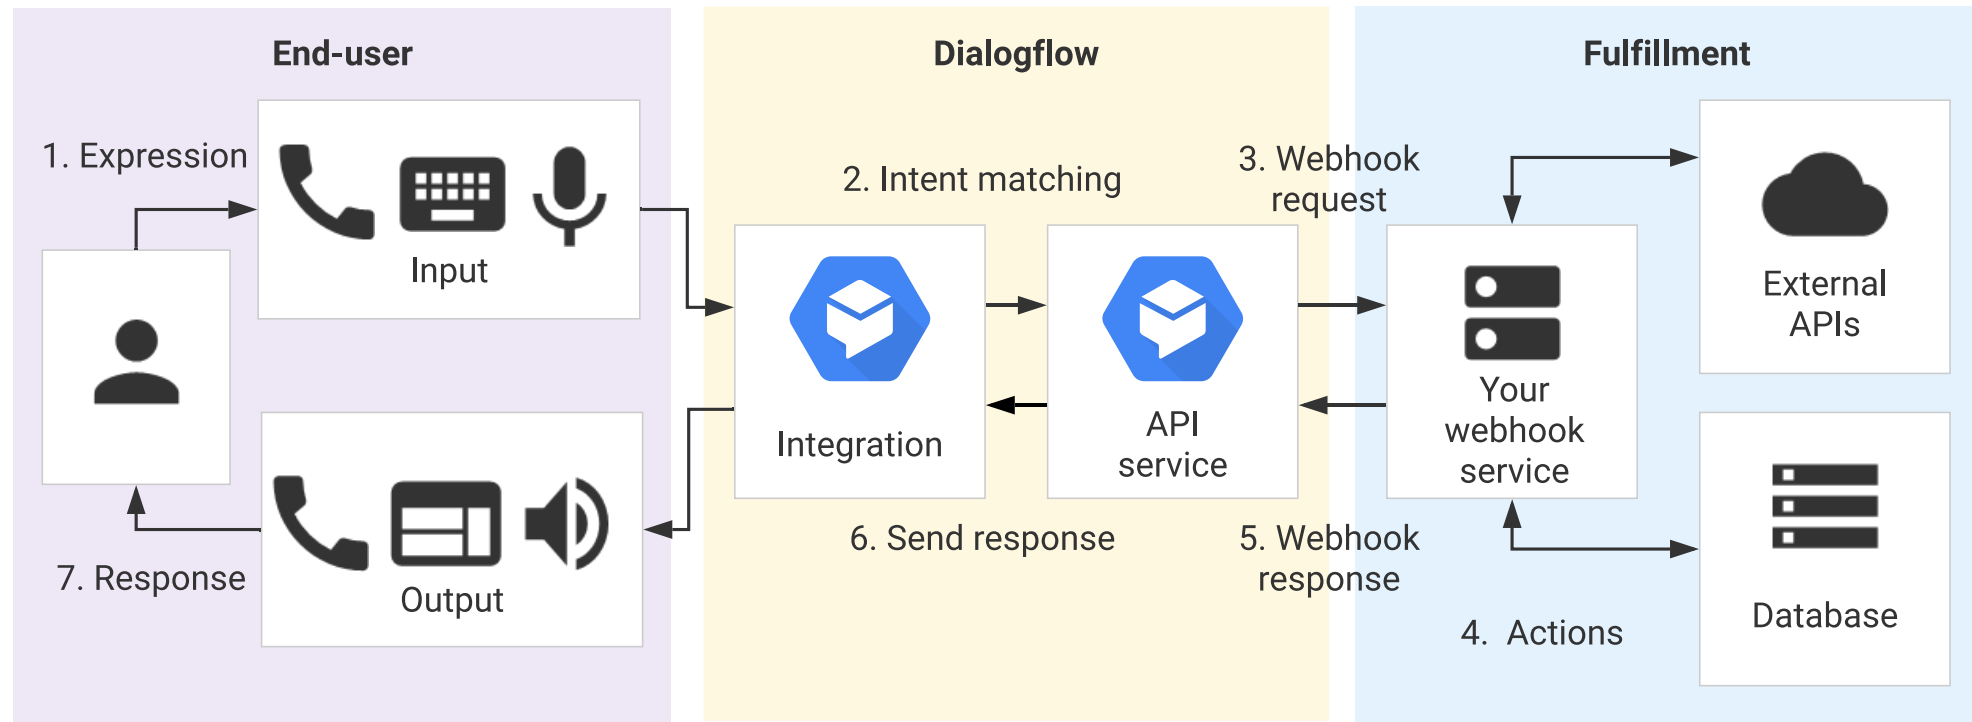 End-user
Dialogflow
Fulfillment
1. Expression
Input
2. Intent matching
3. Webhook
request
External
APIs
Integration
API
service
Your
webhook
service
Output
7. Response
6. Send response
5. Webhook
response
4. Actions
Database